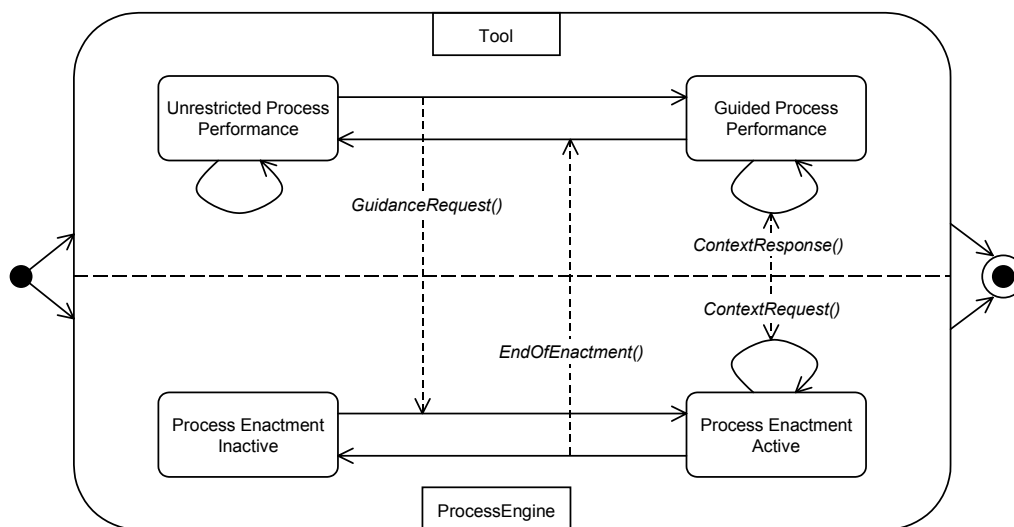 Tool
Unrestricted Process
Performance
Guided Process
Performance
GuidanceRequest()
ContextResponse()
ContextRequest()
EndOfEnactment()
Process Enactment
Inactive
Process Enactment
Active
ProcessEngine